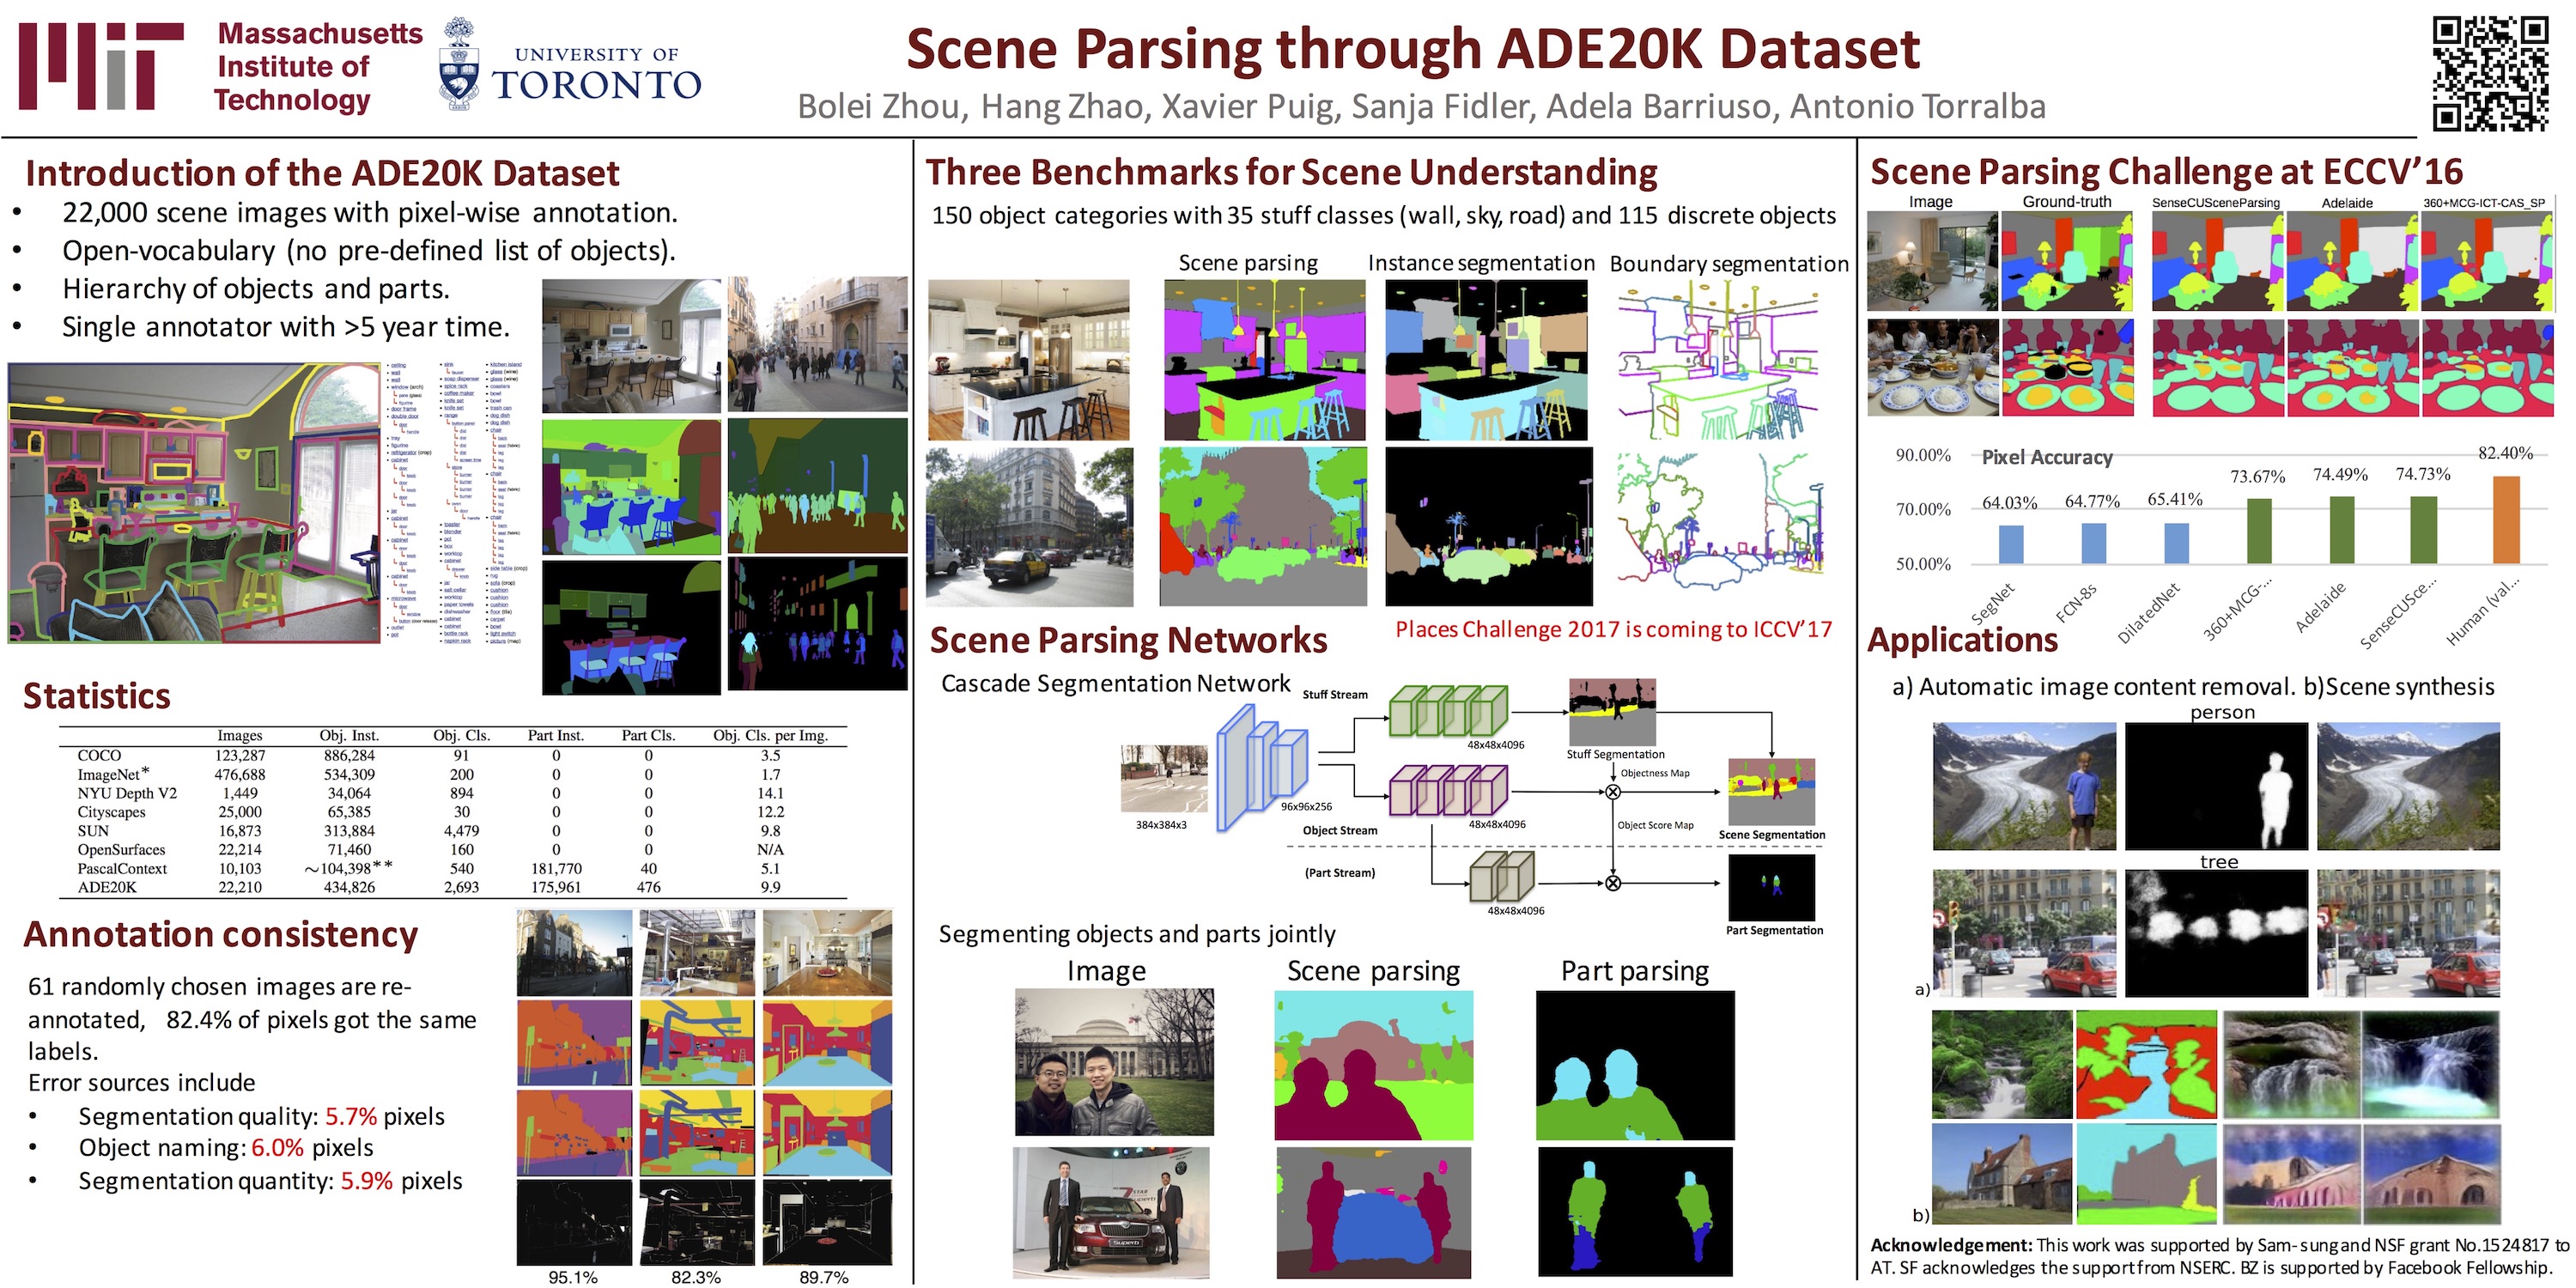 Massachusetts
Institute of
Technology
UNIVERSITY OF
TORONTO
Scene Parsing through ADE20K Dataset
Bolei Zhou, Hang Zhao, Xavier Puig, Sanja Fidler, Adela Barriuso, Antonio Torralba
Introduction of the ADE20K Dataset
• 22,000 scene images with pixel-wise annotation.
• Open-vocabulary (no pre-defined list of objects).
• Hierarchy of objects and parts.
• Single annotator with >5 year time.
Statistics
Images Obj. Inst. Obj. Cls. Part Inst. Part Cls. Obj. Cls. per Img.
COCO 123,287 886,284 91 0 0 3.5
ImageNet* 476,688 534,309 200 0 0 1.7
NYU Depth V2 1,449 34,064 894 0 0 14.1
Cityscapes 25,000 65,385 30 0 0 12.2
SUN 16,873 313,884 4,479 0 0 9.8
OpenSurfaces 22,214 71,460 160 0 0 N/A
PascalContext 10,103 ~104,398** 540 181,770 40 5.1
ADE20K 22,210 434,826 2,693 175,961 476 9.9
Annotation consistency
61 randomly chosen images are re-
annotated, 82.4% of pixels got the same
labels.
Error sources include
• Segmentation quality: 5.7% pixels
• Object naming: 6.0% pixels
• Segmentation quantity: 5.9% pixels
95.1% 82.3% 89.7%
Three Benchmarks for Scene Understanding
150 object categories with 35 stuff classes (wall, sky, road) and 115 discrete objects
Scene parsing Instance segmentation Boundary segmentation
Places Challenge 2017 is coming to ICCV'17
Scene Parsing Networks
Cascade Segmentation Network
Stuff Stream
48x48x4096
Stuff Segmentation
Objectness Map
96x96x256
384x384x3
Object Stream
48x48x4096
Object Score Map
Scene Segmentation
(Part Stream)
48x48x4096
Part Segmentation
Segmenting objects and parts jointly
Image Scene parsing Part parsing
Scene Parsing Challenge at ECCV'16
Image Ground-truth SenseCUSceneParsing Adelaide 360+MCG-ICT-CAS_SP
Pixel Accuracy
90.00%
70.00%
50.00%
64.03% 64.77% 65.41% 73.67% 74.49% 74.73% 82.40%
SegNet FCN-8s DilatedNet 360+MCG-... Adelaide SenseCUSce... Human (val...
Applications
a) Automatic image content removal. b)Scene synthesis
person
tree
a)
b)
Acknowledgement: This work was supported by Sam-sung and NSF grant No.1524817 to
AT. SF acknowledges the support from NSERC. BZ is supported by Facebook Fellowship.